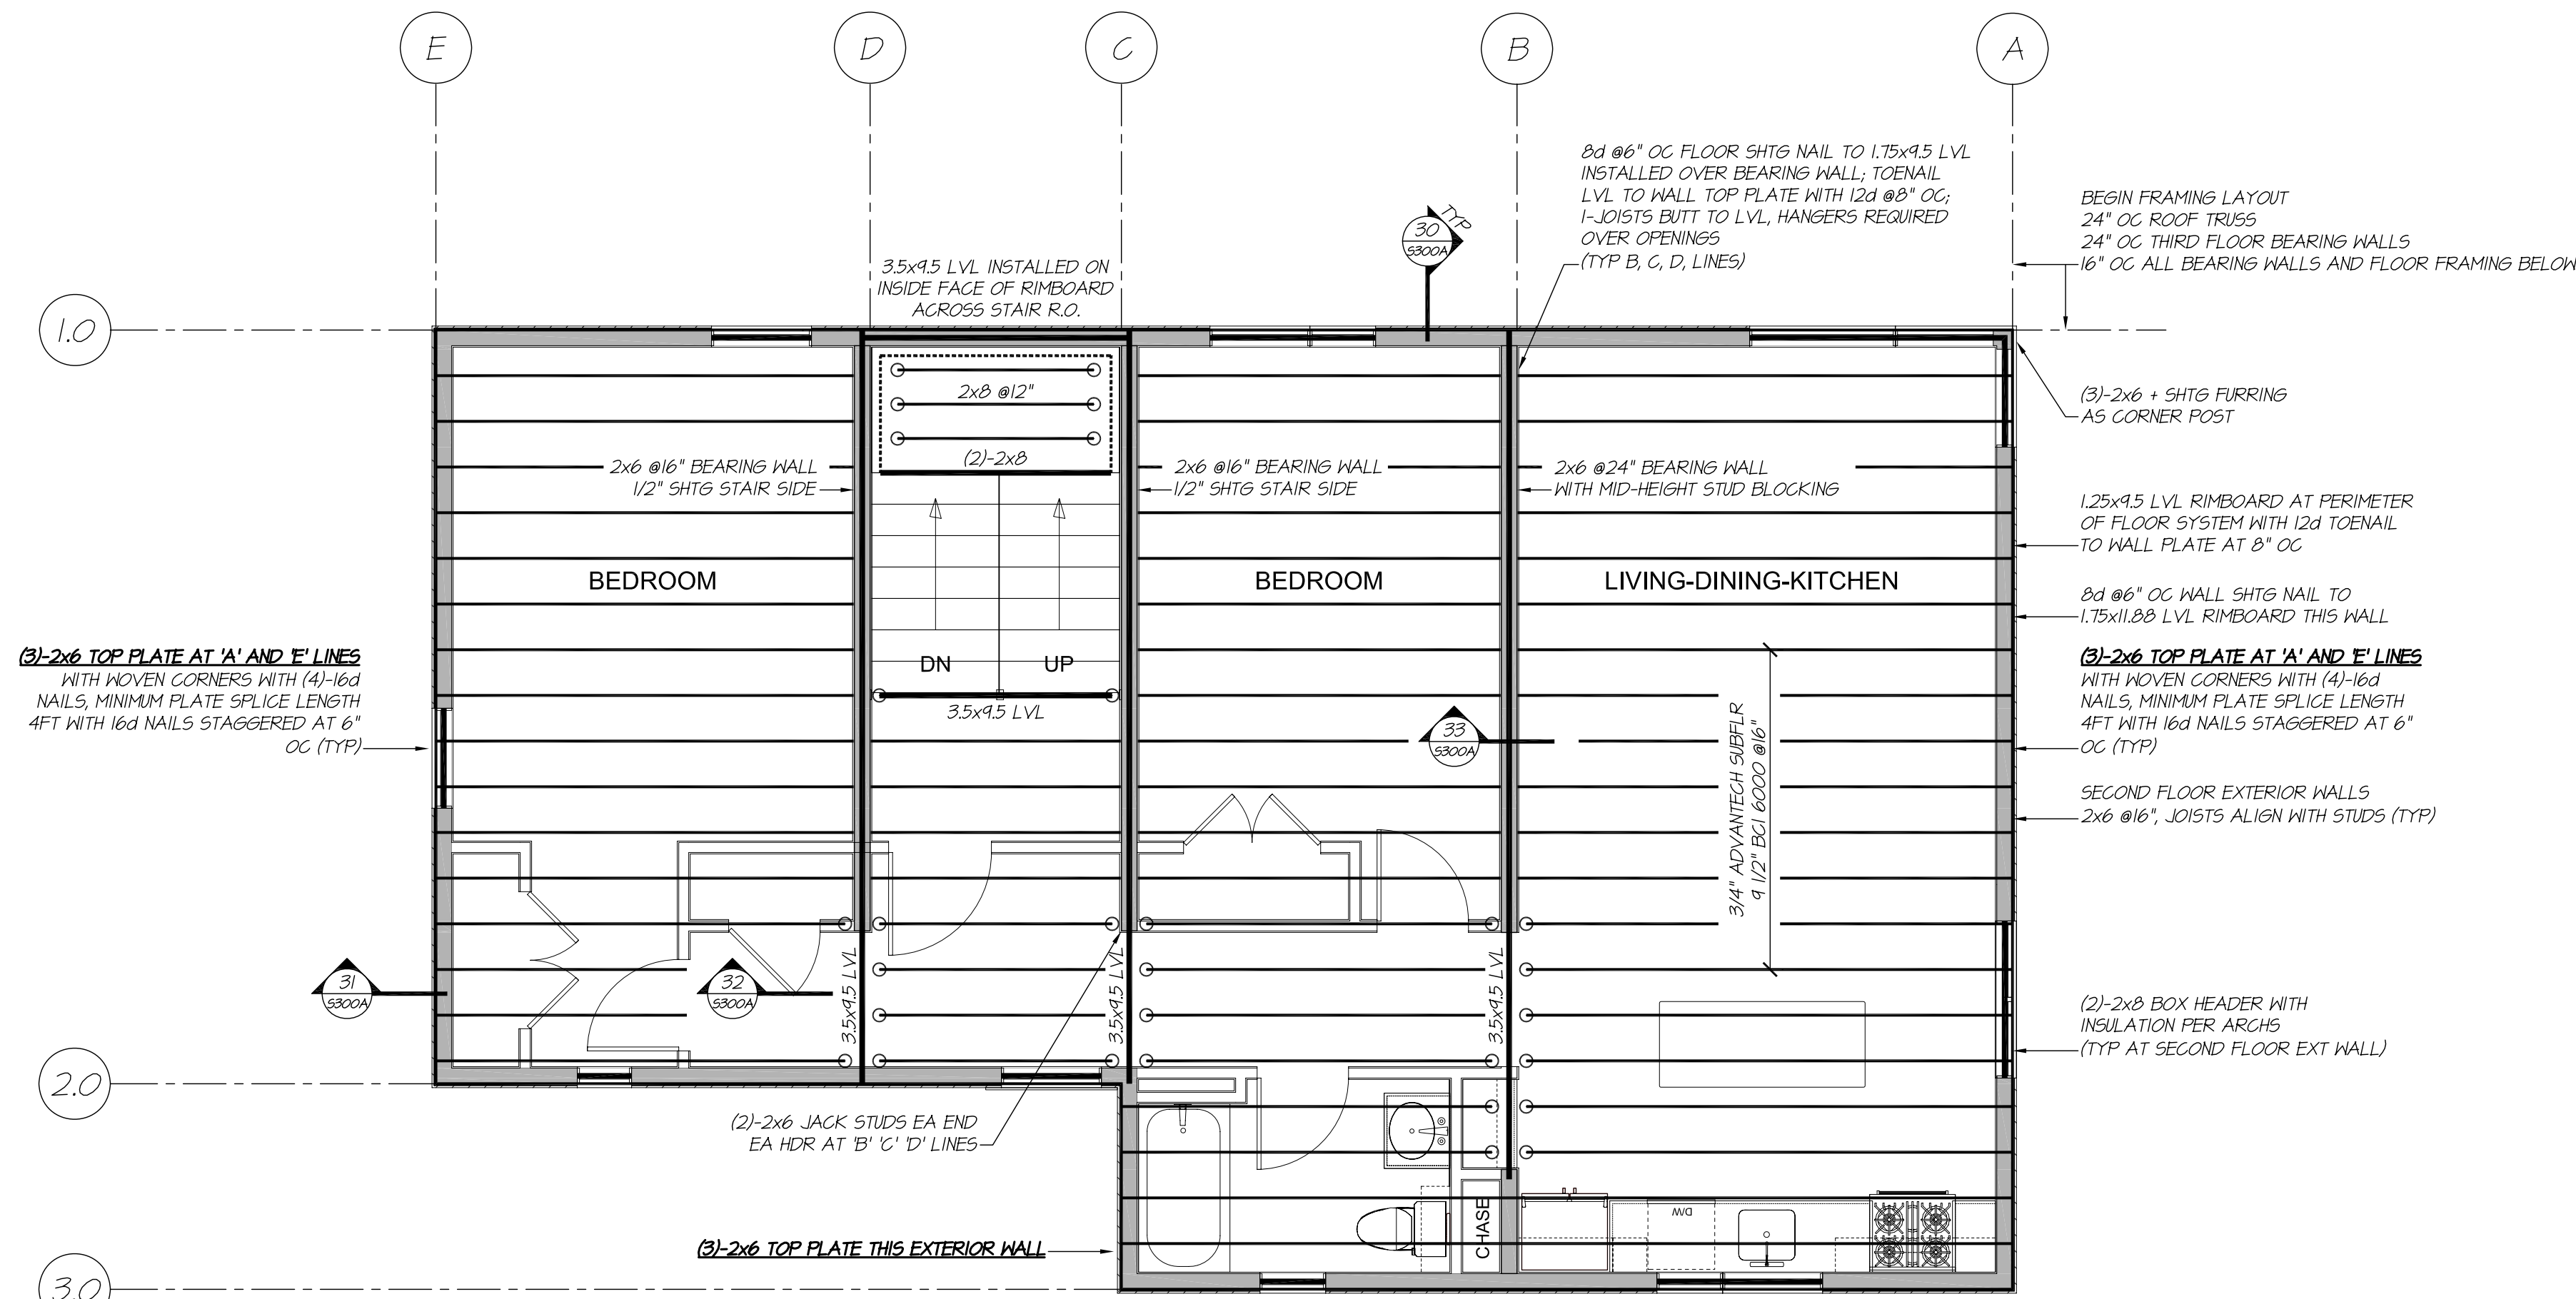 E
D
C
B
A
8d @6" OC FLOOR SHTG NAIL TO 1.75x9.5 LVL
INSTALLED OVER BEARING WALL; TOENAIL
LVL TO WALL TOP PLATE WITH 12d @8" OC;
I-JOISTS BUTT TO LVL, HANGERS REQUIRED
OVER OPENINGS
(TYP B, C, D, LINES)
BEGIN FRAMING LAYOUT
24" OC ROOF TRUSS
24" OC THIRD FLOOR BEARING WALLS
16" OC ALL BEARING WALLS AND FLOOR FRAMING BELOW
TYP
30
S300A
3.5x9.5 LVL INSTALLED ON
INSIDE FACE OF RIMBOARD
ACROSS STAIR R.O.
1.0
2x8 @12"
(2)-2x8
(3)-2x6 + SHTG FURRING
AS CORNER POST
2x6 @16" BEARING WALL
1/2" SHTG STAIR SIDE
2x6 @16" BEARING WALL
1/2" SHTG STAIR SIDE
2x6 @24" BEARING WALL
WITH MID-HEIGHT STUD BLOCKING
1.25x9.5 LVL RIMBOARD AT PERIMETER
OF FLOOR SYSTEM WITH 12d TOENAIL
TO WALL PLATE AT 8" OC
BEDROOM
BEDROOM
LIVING-DINING-KITCHEN
8d @6" OC WALL SHTG NAIL TO
1.75x11.88 LVL RIMBOARD THIS WALL
(3)-2x6 TOP PLATE AT 'A' AND 'E' LINES
WITH WOVEN CORNERS WITH (4)-16d
NAILS, MINIMUM PLATE SPLICE LENGTH
4FT WITH 16d NAILS STAGGERED AT 6"
OC (TYP)
DN
UP
3.5x9.5 LVL
(3)-2x6 TOP PLATE AT 'A' AND 'E' LINES
WITH WOVEN CORNERS WITH (4)-16d
NAILS, MINIMUM PLATE SPLICE LENGTH
4FT WITH 16d NAILS STAGGERED AT 6"
OC (TYP)
33
S300A
3/4" ADVANTECH SUBFLR
9 1/2" BCI 6000 @16"
SECOND FLOOR EXTERIOR WALLS
2x6 @16", JOISTS ALIGN WITH STUDS (TYP)
31
S300A
32
S300A
3.5x9.5 LVL
3.5x9.5 LVL
3.5x9.5 LVL
(2)-2x8 BOX HEADER WITH
INSULATION PER ARCHS
(TYP AT SECOND FLOOR EXT WALL)
2.0
(2)-2x6 JACK STUDS EA END
EA HDR AT 'B' 'C' 'D' LINES
CHASE
D/W
(3)-2x6 TOP PLATE THIS EXTERIOR WALL
3.0